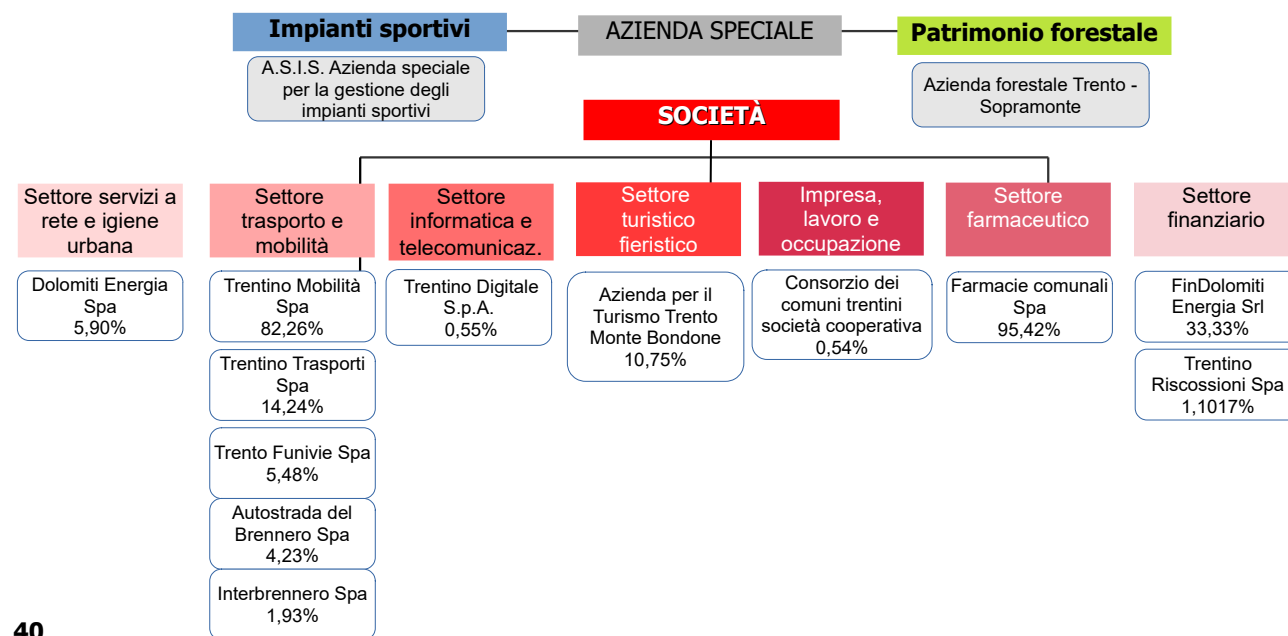 Impianti sportivi
AZIENDA SPECIALE
Patrimonio forestale
A.S.I.S. Azienda speciale
per la gestione degli
impianti sportivi
Azienda forestale Trento -
Sopramonte
SOCIETÀ
Settore servizi a
rete e igiene
urbana
Settore
trasporto e
mobilità
Settore
informatica e
telecomunicaz.
Settore
turistico
fieristico
Impresa,
lavoro e
occupazione
Settore
farmaceutico
Settore
finanziario
Dolomiti Energia
Spa
5,90%
Trentino Mobilità
Spa
82,26%
Trentino Digitale
S.p.A.
0,55%
Azienda per il
Turismo Trento
Monte Bondone
10,75%
Consorzio dei
comuni trentini
società cooperativa
0,54%
Farmacie comunali
Spa
95,42%
FinDolomiti
Energia Srl
33,33%
Trentino Trasporti
Spa
14,24%
Trentino
Riscossioni Spa
1,1017%
Trento Funivie Spa
5,48%
Autostrada del
Brennero Spa
4,23%
Interbrennero Spa
1,93%
40